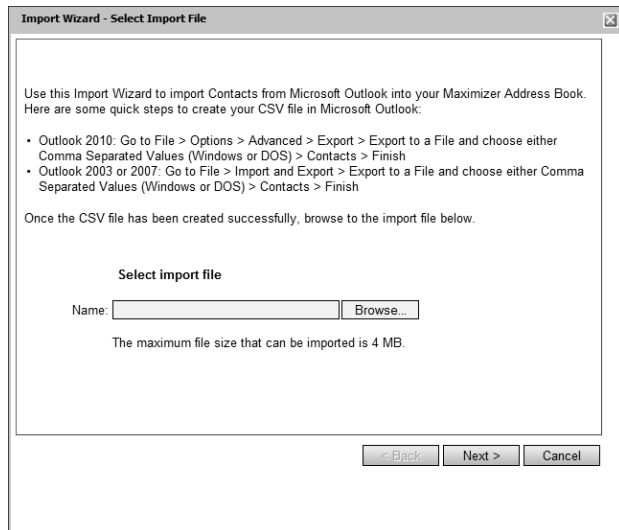 Import Wizard - Select Import File
Use this Import Wizard to import Contacts from Microsoft Outlook into your Maximizer Address Book.
Here are some quick steps to create your CSV file in Microsoft Outlook:
• Outlook 2010: Go to File > Options > Advanced > Export > Export to a File and choose either
Comma Separated Values (Windows or DOS) > Contacts > Finish
• Outlook 2003 or 2007: Go to File > Import and Export > Export to a File and choose either Comma
Separated Values (Windows or DOS) > Contacts > Finish
Once the CSV file has been created successfully, browse to the import file below.
Select import file
Name: Browse...
The maximum file size that can be imported is 4 MB.
< Back Next > Cancel